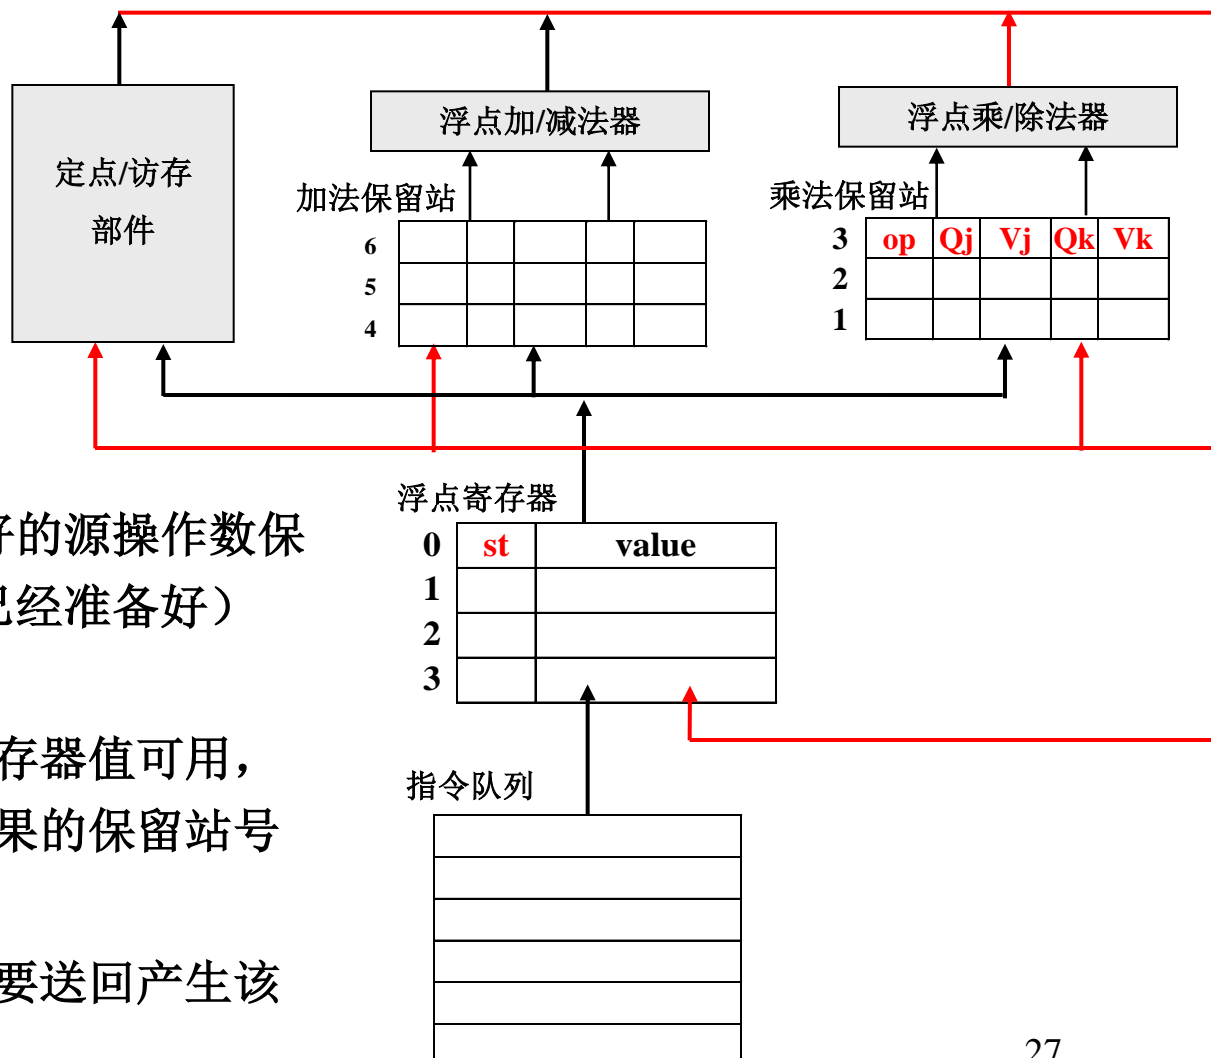 定点/访存
部件
浮点加/减法器
浮点乘/除法器
加法保留站
乘法保留站
6
5
4
3 op Qj Vj Qk Vk
2
1
浮点寄存器
0 st value
1
2
3
好的源操作数保
已经准备好）
存器值可用，
果的保留站号
要送回产生该
指令队列
27